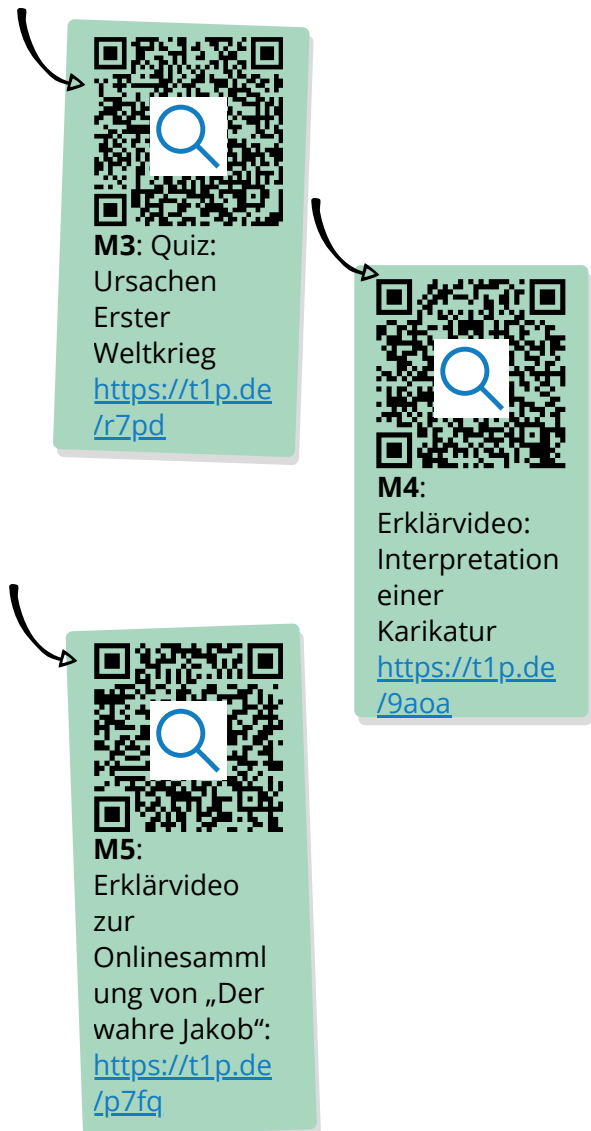 M3: Quiz:
Ursachen
Erster
Weltkrieg
https://t1p.de
/r7pd
M4:
Erklärvideo:
Interpretation
einer
Karikatur
https://t1p.de
/9aoa
M5:
Erklärvideo
zur
Onlinesamml
ung von „Der
wahre Jakob“:
https://t1p.de
/p7fq